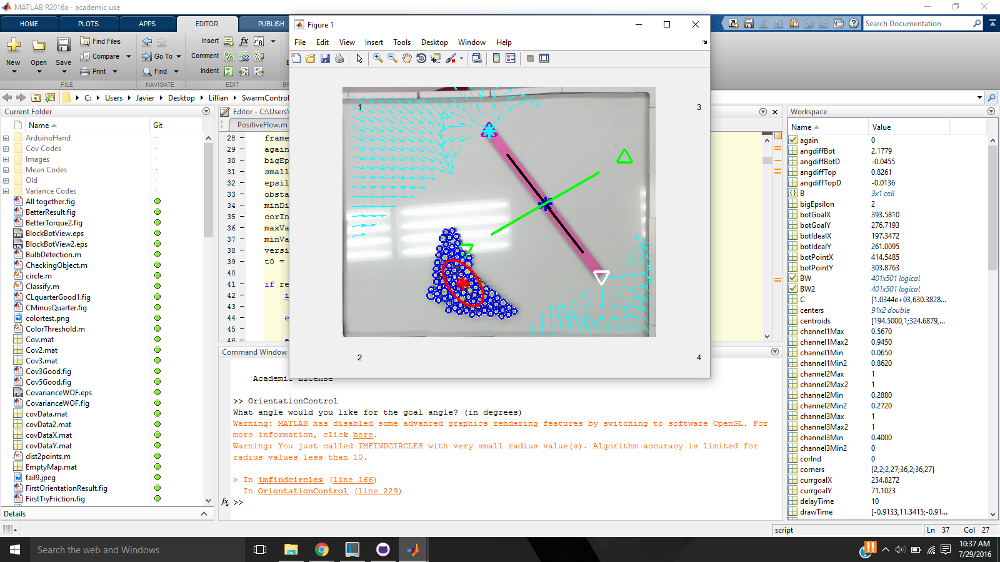 MATLAB R2016a - academic use
HOME PLOTS APPS EDITOR PUBLISH
Search Documentation
New Open Save
Find Files
Compare
Print
FILE
Go To
Find
NAVIGATE
Insert
Comment
Indent
EDIT
Figure 1
File Edit View Insert Tools Desktop Window Help
1 3
2 4
C: Users Javier Desktop Lillian SwarmControl
Current Folder
Name Git
ArduinoHand
Cov Codes
Images
Mean Codes
Old
Variance Codes
All together.fig
BetterResult.fig
BetterTorque2.fig
BlockBotView.eps
BlockBotView2.eps
BulbDetection.m
CheckingObject.m
circle.m
Classify.m
CLquarterGood1.fig
CMinusQuarter.fig
colortest.png
ColorThreshold.m
Cov.mat
Cov2.mat
Cov3.mat
Cov3Good.fig
Cov5Good.fig
CovarianceWOF.eps
CovarianceWOF.fig
covData.mat
covData2.mat
covDataX.mat
covDataY.mat
dist2points.m
EmptyMap.mat
fail9.jpeg
FirstOrientationResult.fig
FirstTryFriction.fig
Details
Editor - C:\Users\
PositiveFlow.m
28 frame
29 again
30 bigEp
31 small
32 epsil
33 obsta
34 minDi
35 corIn
36 maxVa
37 minVa
38 versi
39 t0 =
40
41 if re
42 i
43
44 e
45
46 e
Command Window
Academic License
>> OrientationControl
What angle would you like for the goal angle? (in degrees)
Warning: MATLAB has disabled some advanced graphics rendering features by switching to software OpenGL. For
more information, click here.
Warning: You just called IMFINDCIRCLES with very small radius value(s). Algorithm accuracy is limited for
radius values less than 10.
> In imfindcircles (line 166)
In OrientationControl (line 229)
fx >>
Workspace
Name Value
again 0
angdiffBot 2.1779
angdiffBotD -0.0455
angdiffTop 0.8261
angdiffTopD -0.0136
B 3x1 cell
bigEpsilon 2
botGoalX 393.5810
botGoalY 276.7193
botIdealX 197.3472
botIdealY 261.0095
botPointX 414.5485
botPointY 303.8763
BW 401x501 logical
BW2 401x501 logical
C [1.0344e+03,630.3828...
centers 91x2 double
centroids [194.5000,1;324.6879,...
channel1Max 0.5670
channel1Max2 0.9450
channel1Min 0.0650
channel1Min2 0.8620
channel2Max 1
channel2Max2 1
channel2Min 0.2880
channel2Min2 0.2720
channel3Max 1
channel3Max2 1
channel3Min 0.4000
channel3Min2 0
corInd 0
corners [2,2;2,27;36,2;36,27]
currgoalX 234.8272
currgoalY 71.1023
delayTime 10
drawTime [-0.9133,11.3415;-0.91...
script Ln 37 Col 27
Search the web and Windows
10:37 AM
7/29/2016